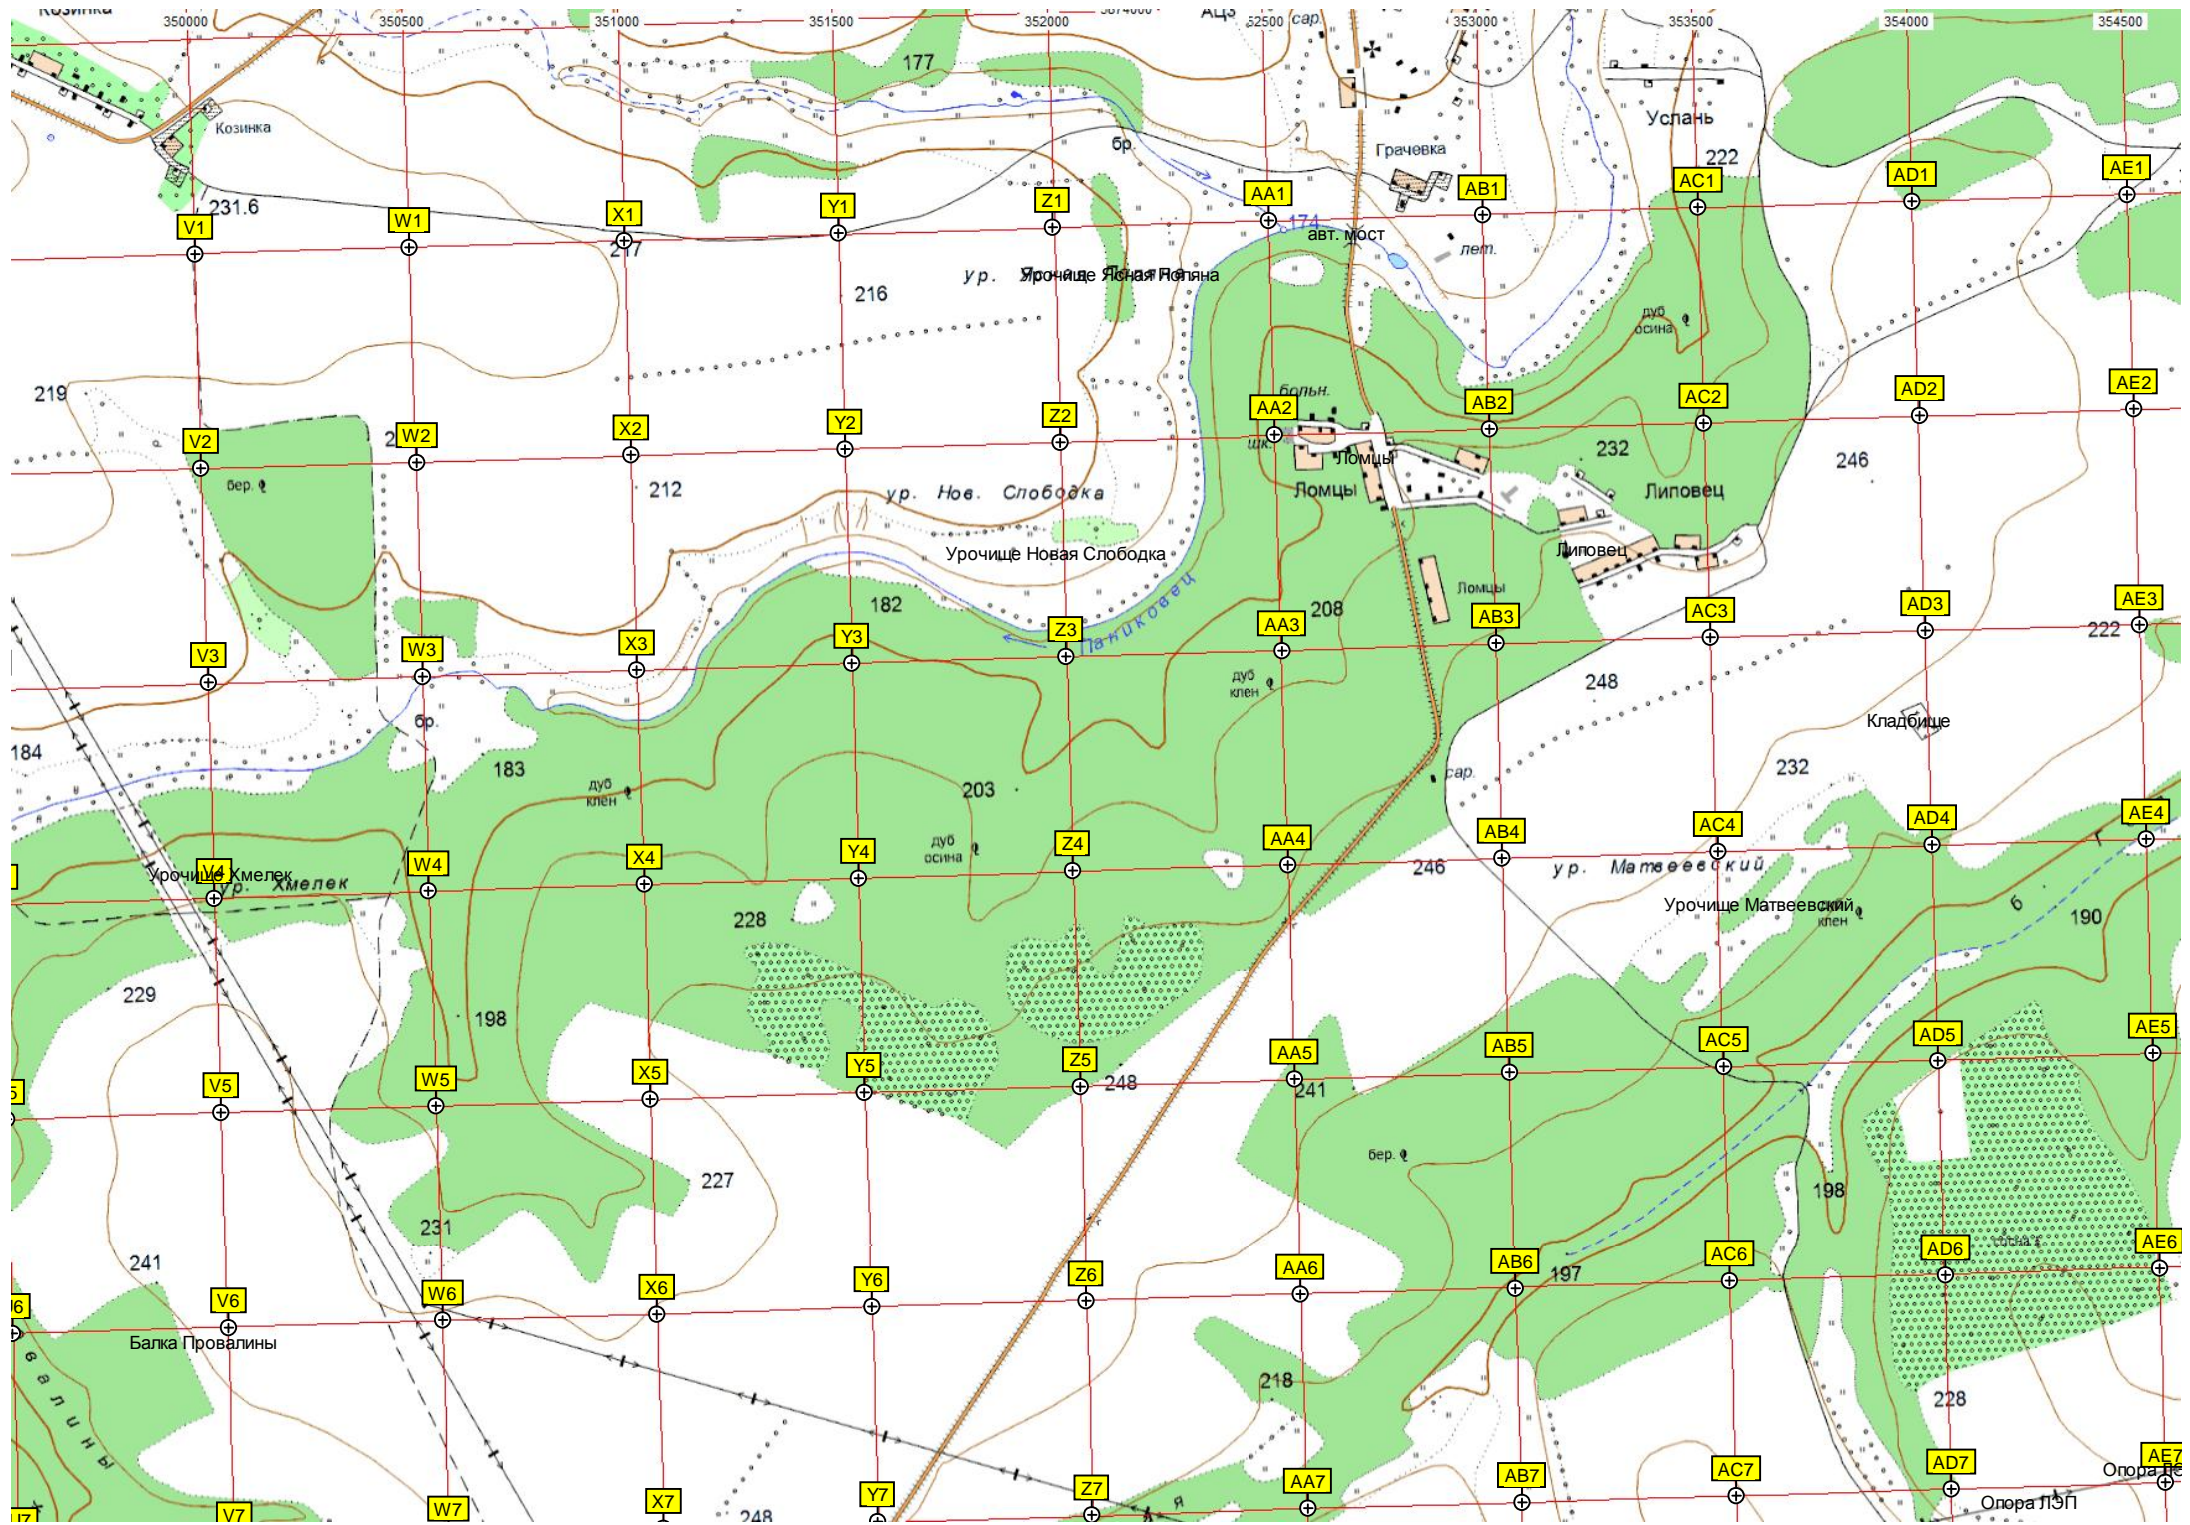 350000 350500 351000 351500 352000 52500 353000 353500 354000 354500
Козинка
сар.
177
Козинка
бр.
Грачевка
Услань
222
231.6
V1 W1 X1 Y1 Z1 AA1 AB1 AC1 AD1 AE1
217
174
авт. мост
лет.
Урочище Ясная Поляна
216
дуб
осина
219
больн.
V2 W2 X2 Y2 Z2 AA2 AB2 AC2 AD2 AE2
шк.
Ломцы
232
246
бер.
212
ур. Нов. Слободка
Ломцы
Липовец
Урочище Новая Слободка
Липовец
Паниковец
Ломцы
182
208
V3 W3 X3 Y3 Z3 AA3 AB3 AC3 AD3 AE3
222
дуб
клен
248
бр.
Кладбище
184
183
сар.
232
дуб
клен
203
дуб
осина
V4 W4 X4 Y4 Z4 AA4 AB4 AC4 AD4 AE4
Урочище Хмелек
ур. Хмелек
246
ур. Матвеевский
Урочище Матвеевский
клен
б
Г
228
190
229
198
V5 W5 X5 Y5 Z5 AA5 AB5 AC5 AD5 AE5
248
241
бер.
227
198
231
241
V6 W6 X6 Y6 Z6 AA6 AB6 AC6 AD6 AE6
197
Балка Провалины
валины
218
228
V7 W7 X7 Y7 Z7 AA7 AB7 AC7 AD7 AE7
я
248
Опора ЛЭП